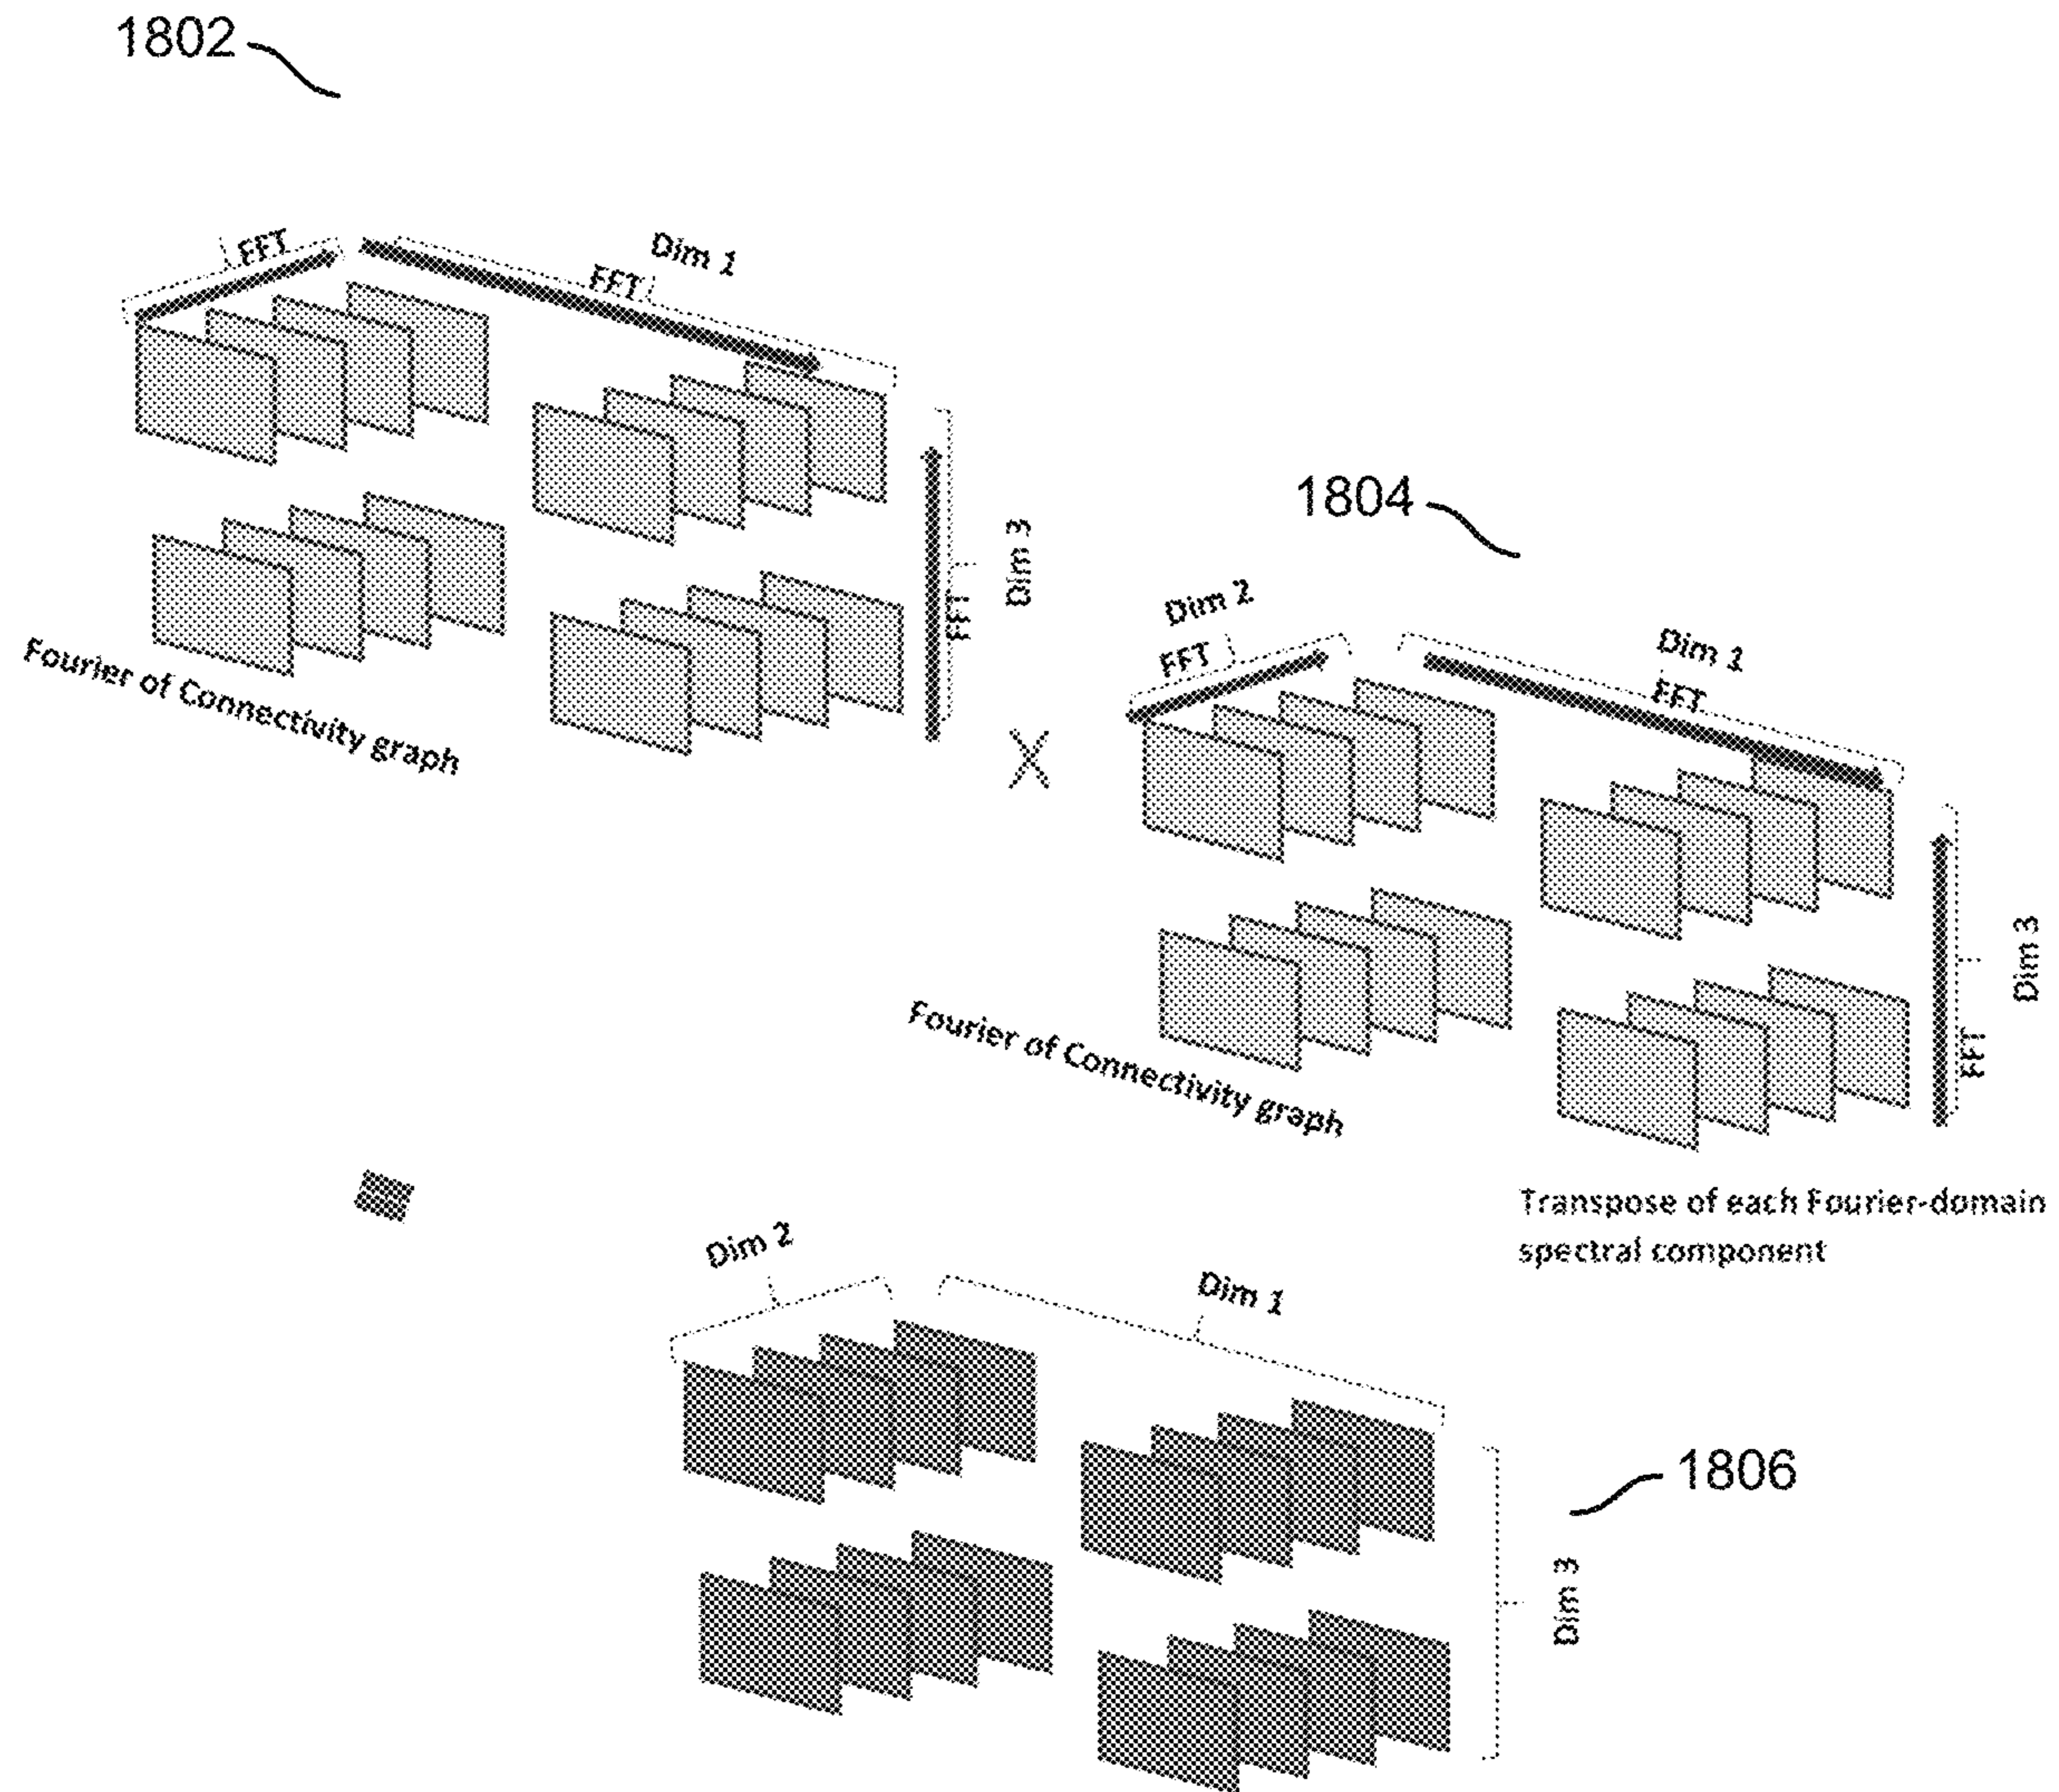 1802
FFT
Dim 1
FFT
Dim 3
FFT
Fourier of Connectivity graph
X
1804
Dim 2
FFT
Dim 1
FFT
Dim 3
FFT
Fourier of Connectivity graph
Transpose of each Fourier-domain
spectral component
Dim 2
Dim 1
Dim 3
1806